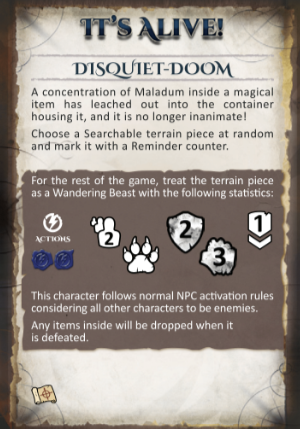 It's Alive!
Disquiet-Doom
A concentration of Maladum inside a magical
item has leached out into the container
housing it, and it is no longer inanimate!
Choose a Searchable terrain piece at random
and mark it with a Reminder counter.
For the rest of the game, treat the terrain piece
as a Wandering Beast with the following statistics:
Actions
2
2
3
1
This character follows normal NPC activation rules
considering all other characters to be enemies.
Any items inside will be dropped when it
is defeated.